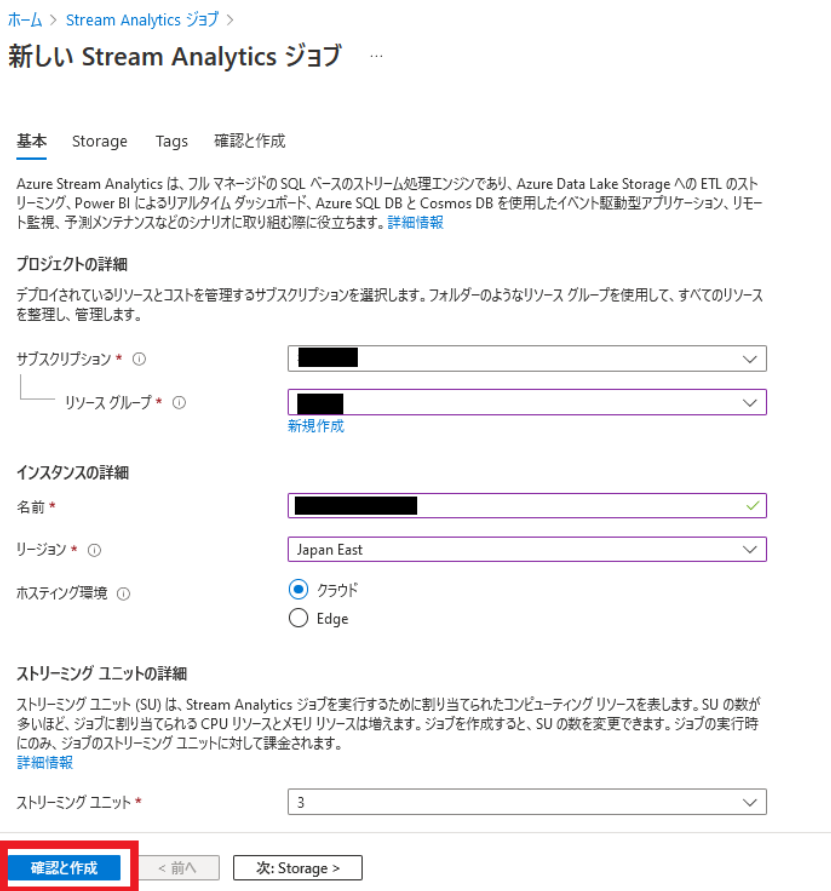 ホーム > Stream Analytics ジョブ >
新しい Stream Analytics ジョブ ...
基本 Storage Tags 確認と作成
Azure Stream Analytics は、フル マネージドの SQL ベースのストリーム処理エンジンであり、Azure Data Lake Storage への ETL のスト
リーミング、Power BI によるリアルタイム ダッシュボード、Azure SQL DB と Cosmos DB を使用したイベント駆動型アプリケーション、リモー
ト監視、予測メンテナンスなどのシナリオに取り組む際に役立ちます。詳細情報
プロジェクトの詳細
デプロイされているリソースとコストを管理するサブスクリプションを選択します。フォルダーのようなリソース グループを使用して、すべてのリソース
を整理し、管理します。
サブスクリプション *
リソース グループ *
新規作成
インスタンスの詳細
名前 *
リージョン * Japan East
ホスティング環境 クラウド
Edge
ストリーミング ユニットの詳細
ストリーミング ユニット (SU) は、Stream Analytics ジョブを実行するために割り当てられたコンピューティング リソースを表します。SU の数が
多いほど、ジョブに割り当てられる CPU リソースとメモリ リソースは増えます。ジョブを作成すると、SU の数を変更できます。ジョブの実行時
にのみ、ジョブのストリーミング ユニットに対して課金されます。
詳細情報
ストリーミング ユニット * 3
確認と作成 < 前へ 次: Storage >